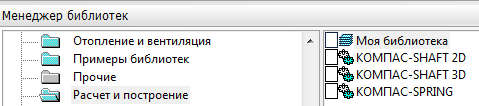 Менеджер библиотек
Отопление и вентиляция
Примеры библиотек
Прочие
Расчет и построение
Моя библиотека
КОМПАС-SHAFT 2D
КОМПАС-SHAFT 3D
КОМПАС-SPRING